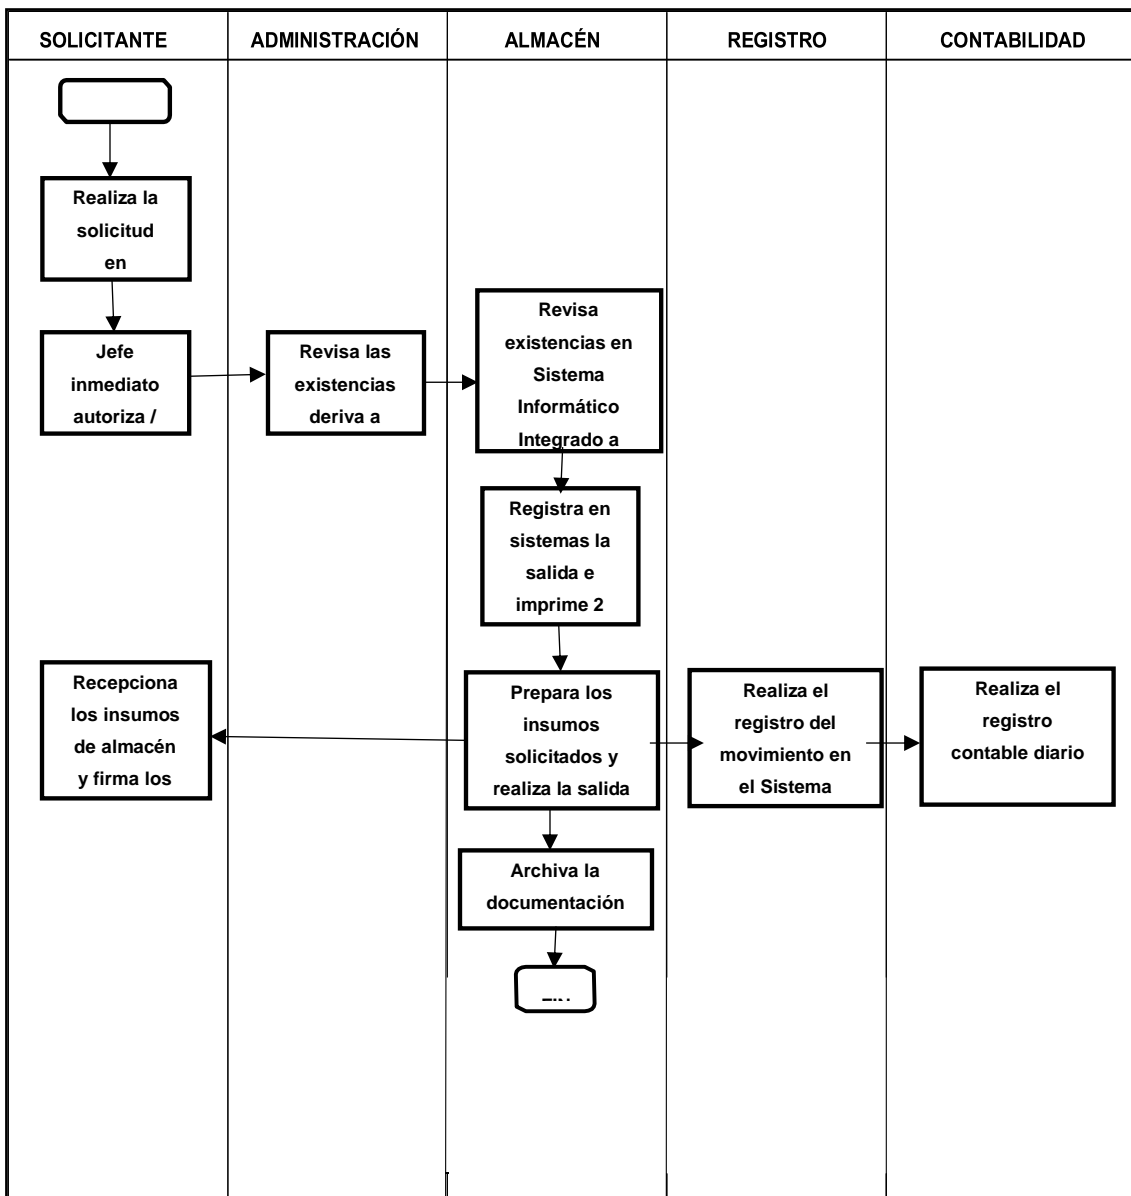 SOLICITANTE
ADMINISTRACIÓN
ALMACÉN
REGISTRO
CONTABILIDAD
Realiza la
solicitud
en
Jefe
inmediato
autoriza /
Revisa las
existencias
deriva a
Revisa
existencias en
Sistema
Informático
Integrado a
Registra en
sistemas la
salida e
imprime 2
Recepciona
los insumos
de almacén
y firma los
Prepara los
insumos
solicitados y
realiza la salida
Realiza el
registro del
movimiento en
el Sistema
Realiza el
registro
contable diario
Archiva la
documentación